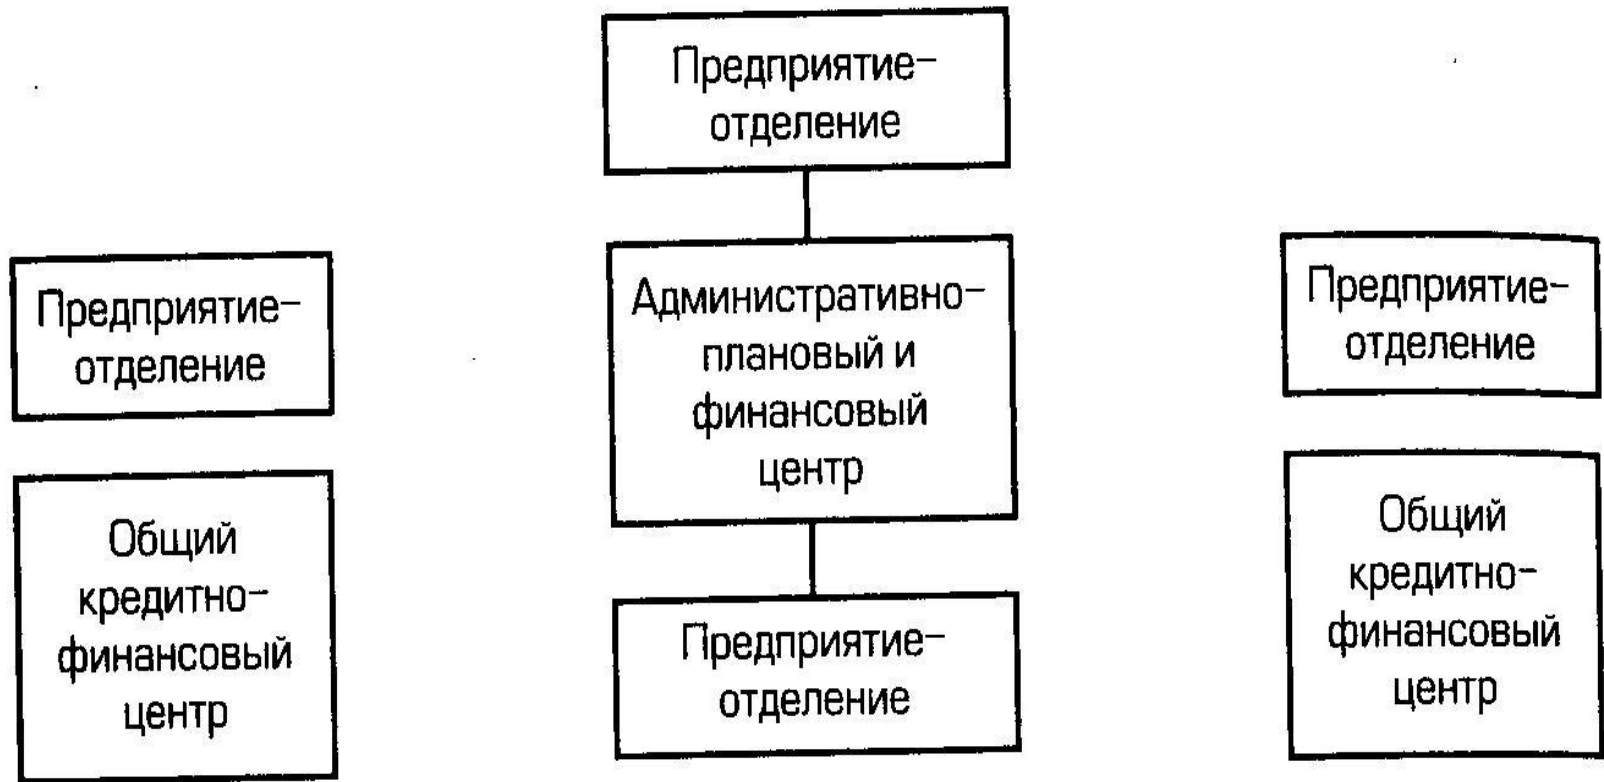 Предприятие-
отделение
Предприятие-
отделение
Общий
кредитно-
финансовый
центр
Административно-
плановый и
финансовый
центр
Предприятие-
отделение
Предприятие-
отделение
Общий
кредитно-
финансовый
центр